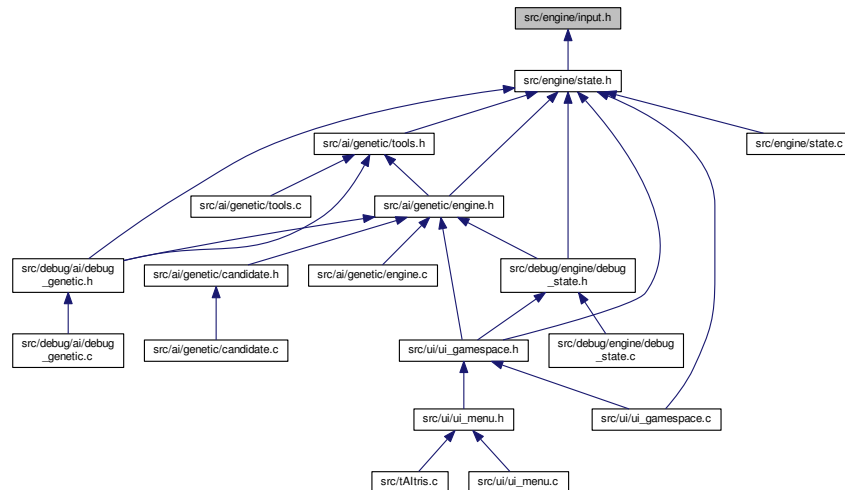 src/engine/input.h
src/engine/state.h
src/ai/genetic/tools.h
src/engine/state.c
src/ai/genetic/tools.c
src/ai/genetic/engine.h
src/debug/ai/debug
_genetic.h
src/ai/genetic/candidate.h
src/ai/genetic/engine.c
src/debug/engine/debug
_state.h
src/debug/ai/debug
_genetic.c
src/ai/genetic/candidate.c
src/ui/ui_gamespace.h
src/debug/engine/debug
_state.c
src/ui/ui_menu.h
src/ui/ui_gamespace.c
src/tAItris.c
src/ui/ui_menu.c